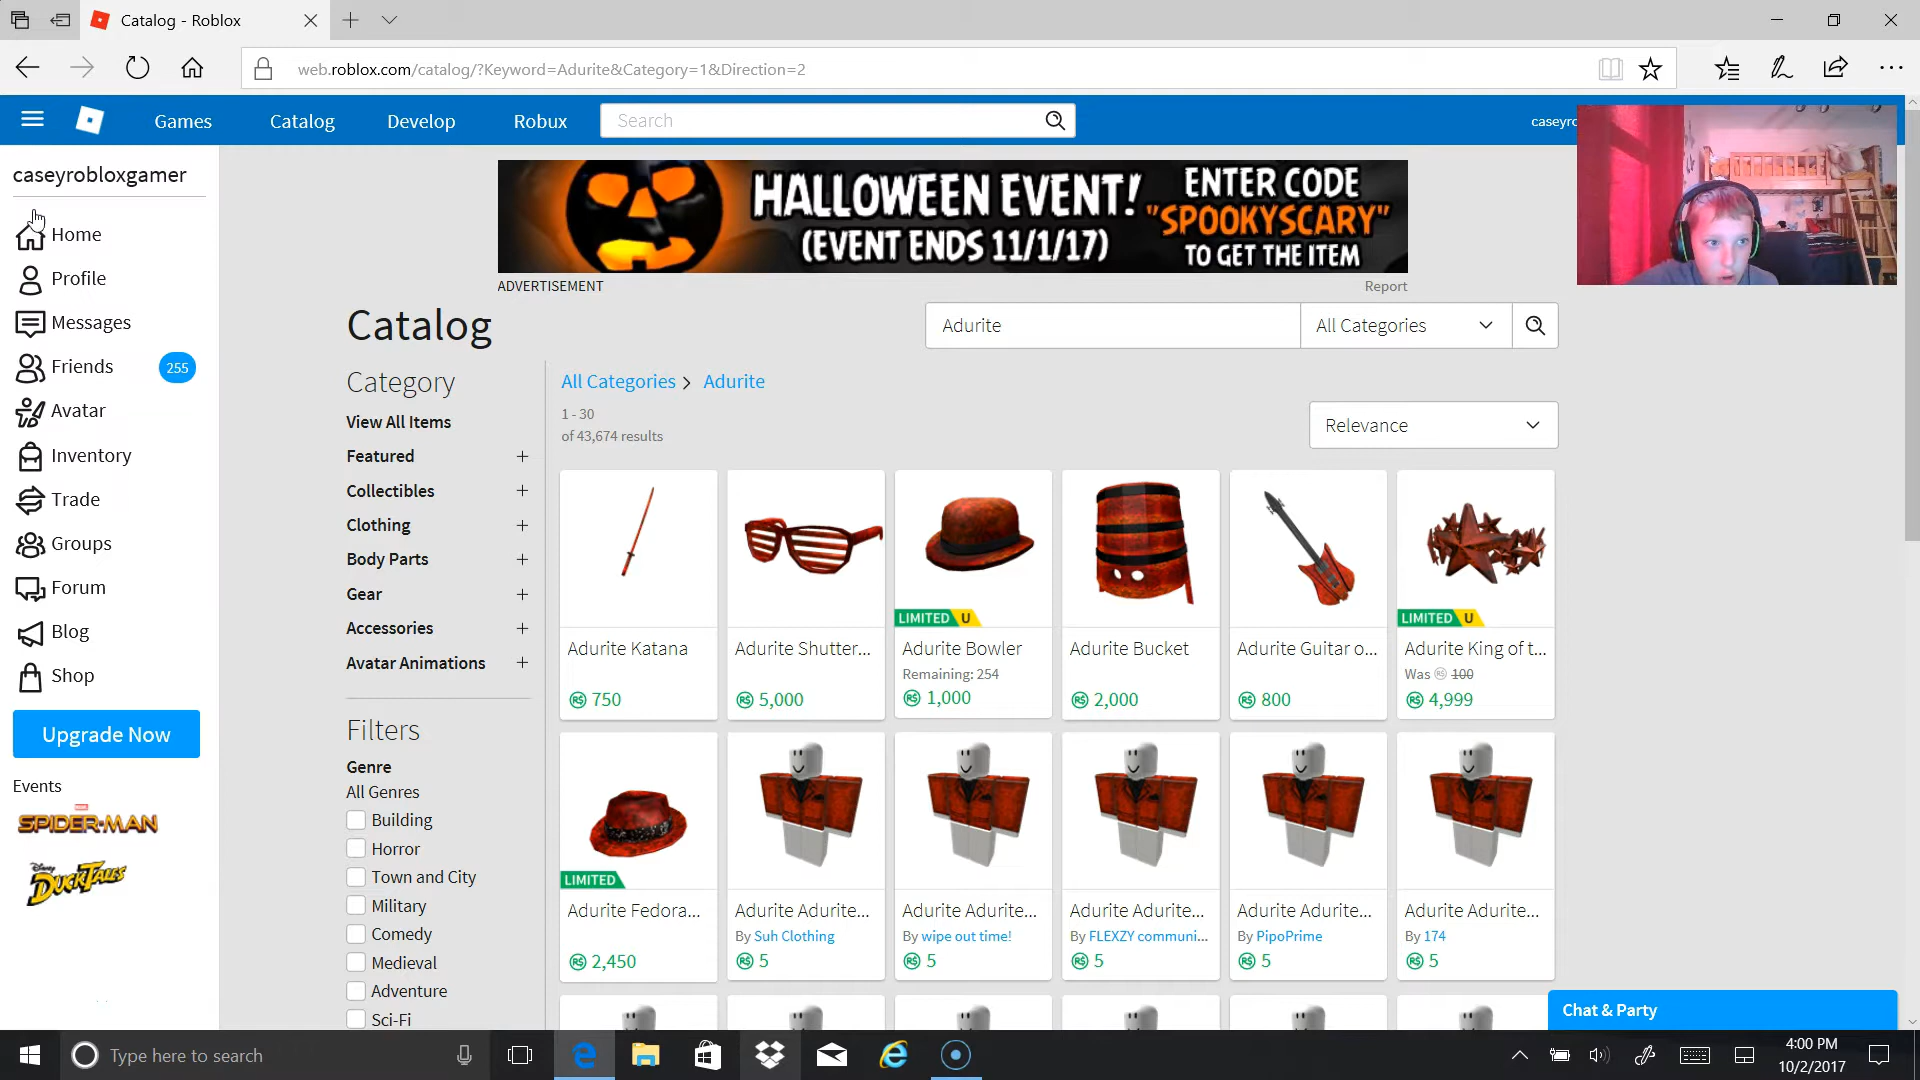 Catalog - Roblox
web.roblox.com/catalog/?Keyword=Adurite&Category=1&Direction=2
Games
Catalog
Develop
Robux
Search
caseyro
caseyrobloxgamer
Home
Profile
Messages
Friends
255
Avatar
Inventory
Trade
Groups
Forum
Blog
Shop
Upgrade Now
Events
MARVEL
SPIDER-MAN
Disney
DUCKTALES
HALLOWEEN EVENT!
(EVENT ENDS 11/1/17)
ENTER CODE
"SPOOKYSCARY"
TO GET THE ITEM
ADVERTISEMENT
Report
Catalog
Adurite
All Categories
Category
View All Items
Featured +
Collectibles +
Clothing +
Body Parts +
Gear +
Accessories +
Avatar Animations +
Filters
Genre
All Genres
Building
Horror
Town and City
Military
Comedy
Medieval
Adventure
Sci-Fi
All Categories > Adurite
1 - 30
of 43,674 results
Relevance
Adurite Katana
R$ 750
Adurite Shutter...
R$ 5,000
LIMITED U
Adurite Bowler
Remaining: 254
R$ 1,000
Adurite Bucket
R$ 2,000
Adurite Guitar o...
R$ 800
LIMITED U
Adurite King of t...
Was R$ 100
R$ 4,999
LIMITED
Adurite Fedora...
R$ 2,450
Adurite Adurite...
By Suh Clothing
R$ 5
Adurite Adurite...
By wipe out time!
R$ 5
Adurite Adurite...
By FLEXZY communi...
R$ 5
Adurite Adurite...
By PipoPrime
R$ 5
Adurite Adurite...
By 174
R$ 5
Chat & Party
Type here to search
4:00 PM
10/2/2017